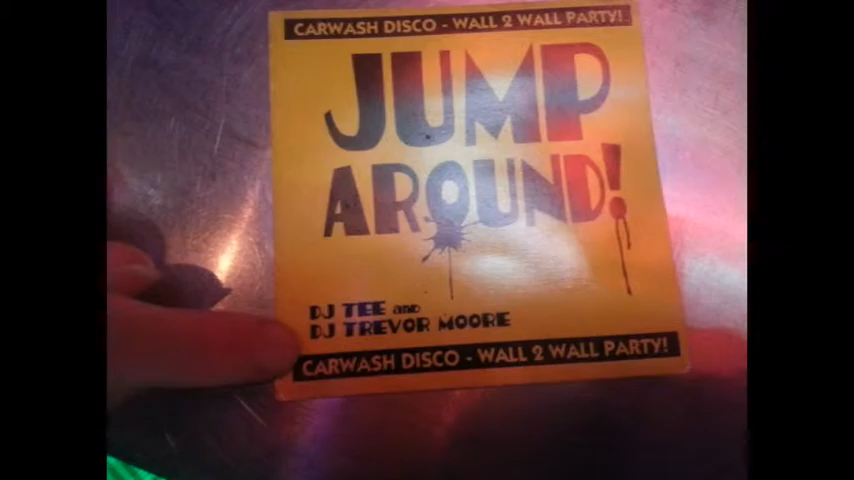 CARWASH DISCO - WALL 2 WALL PARTY!
JUMP
AROUND!
DJ TEE and
DJ TREVOR MOORE
CARWASH DISCO - WALL 2 WALL PARTY!